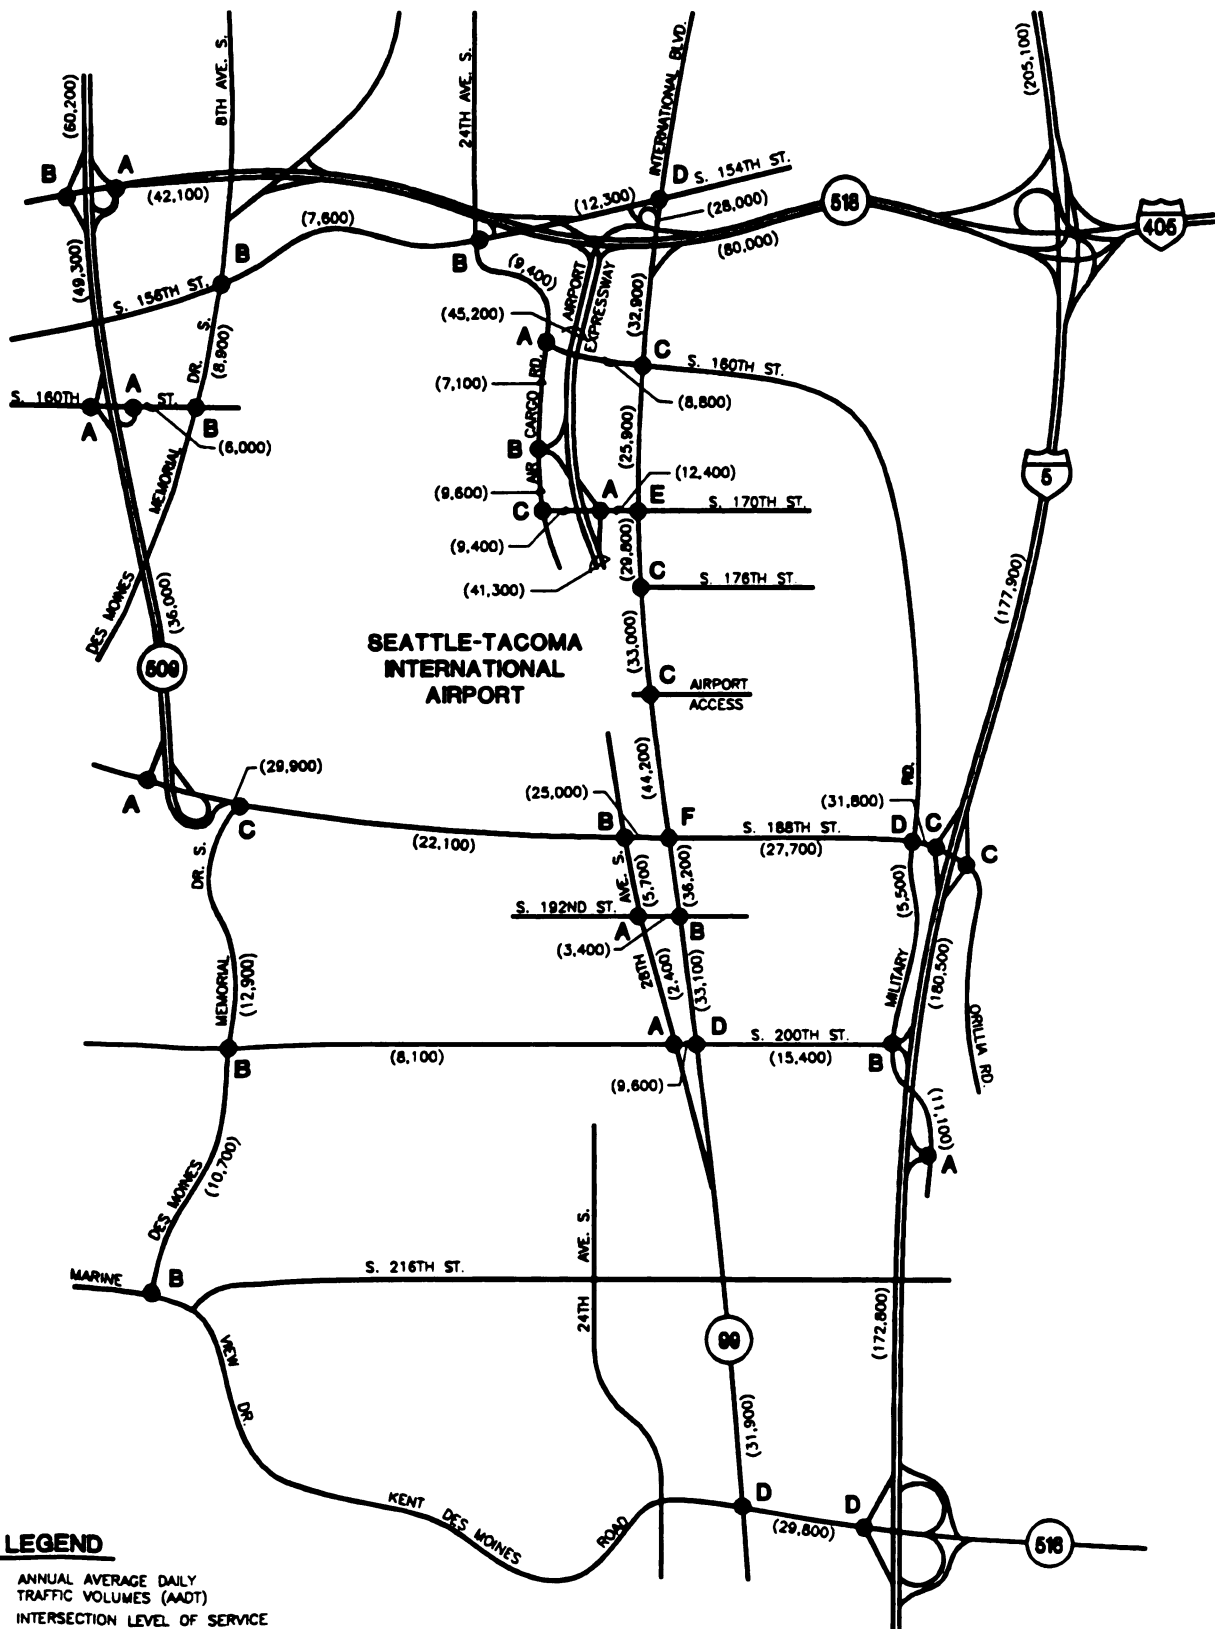 (60,200)
8TH AVE. S.
24TH AVE. S.
INTERNATIONAL BLVD.
(205,100)
B
A
(42,100)
D
S. 154TH ST.
(12,300)
(28,000)
518
405
(7,600)
(80,000)
(49,300)
B
B
(9,400)
S. 156TH ST.
AIRPORT
EXPRESSWAY
(45,200)
(32,900)
A
C
S. 160TH ST.
DR. S.
(8,900)
(7,100)
(8,800)
S. 160TH ST.
A
A
B
(6,000)
AIR CARGO RD.
B
(25,900)
5
MEMORIAL
(12,400)
(9,600)
A
E
C
S. 170TH ST.
(9,400)
(29,800)
(41,300)
C
S. 176TH ST.
(177,900)
DES MOINES
(36,000)
SEATTLE-TACOMA
INTERNATIONAL
AIRPORT
(33,000)
509
C
AIRPORT
ACCESS
(44,200)
RD.
(29,900)
A
C
(25,000)
(31,800)
B
F
S. 188TH ST.
D
C
C
(22,100)
(27,700)
DR. S.
AVE. S.
(5,700)
(36,200)
(5,500)
S. 192ND ST.
A
B
(3,400)
MEMORIAL
(12,900)
28TH
(2,400)
(33,100)
MILITARY
(180,500)
ORILLIA RD.
A
D
S. 200TH ST.
B
(8,100)
(15,400)
B
(9,600)
(11,100)
A
DES MOINES
(10,700)
24TH AVE. S.
MARINE
B
S. 216TH ST.
VIEW
DR.
99
(172,800)
(31,900)
KENT
DES MOINES
ROAD
D
D
(29,800)
516
LEGEND
ANNUAL AVERAGE DAILY
TRAFFIC VOLUMES (AADT)
INTERSECTION LEVEL OF SERVICE